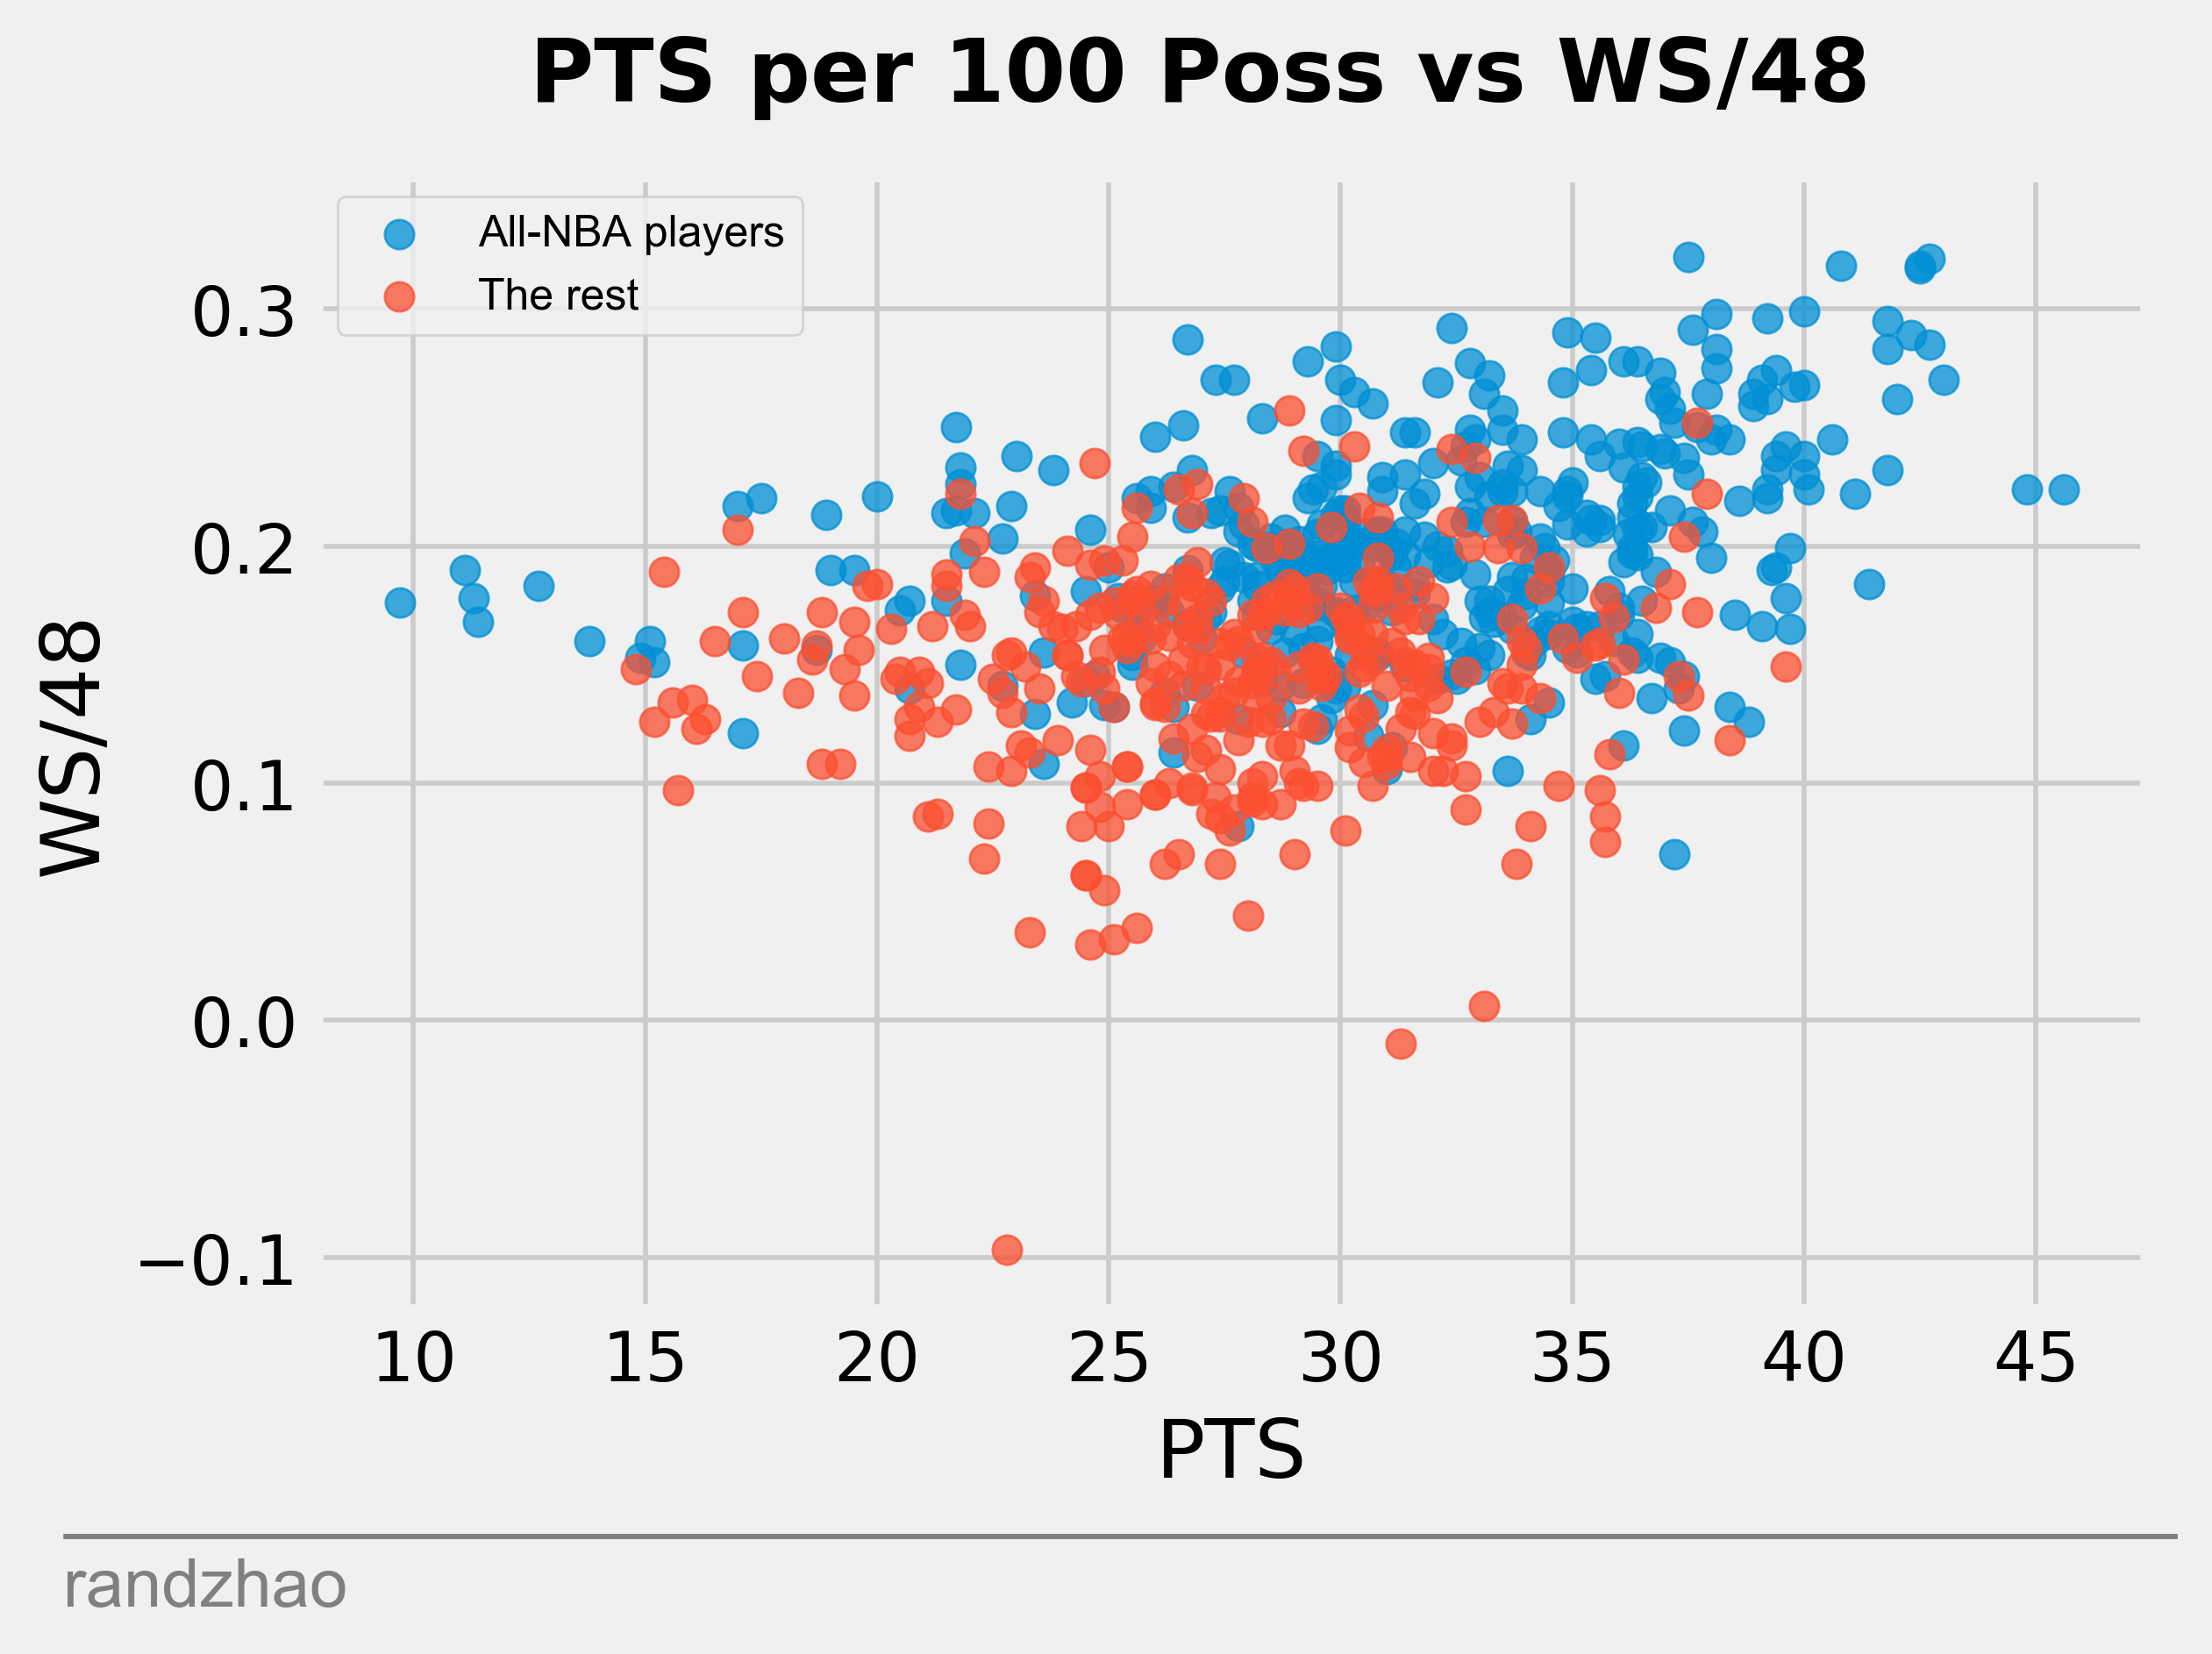 PTS per 100 Poss vs WS/48
All-NBA players
The rest
0.3
0.2
0.1
0.0
−0.1
WS/48
10 15 20 25 30 35 40 45
PTS
randzhao